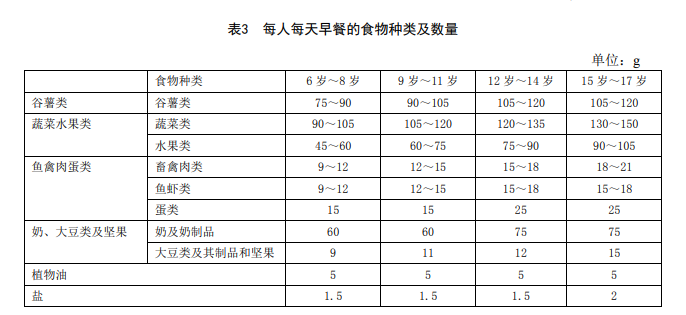 表3 每人每天早餐的食物种类及数量
单位：g
食物种类 6 岁～8 岁 9 岁～11 岁 12 岁～14 岁 15 岁～17 岁
谷薯类 谷薯类 75～90 90～105 105～120 105～120
蔬菜水果类 蔬菜类 90～105 105～120 120～135 130～150
水果类 45～60 60～75 75～90 90～105
鱼禽肉蛋类 畜禽肉类 9～12 12～15 15～18 18～21
鱼虾类 9～12 12～15 15～18 15～18
蛋类 15 15 25 25
奶、大豆类及坚果 奶及奶制品 60 60 75 75
大豆类及其制品和坚果 9 11 12 15
植物油 5 5 5 5
盐 1.5 1.5 1.5 2